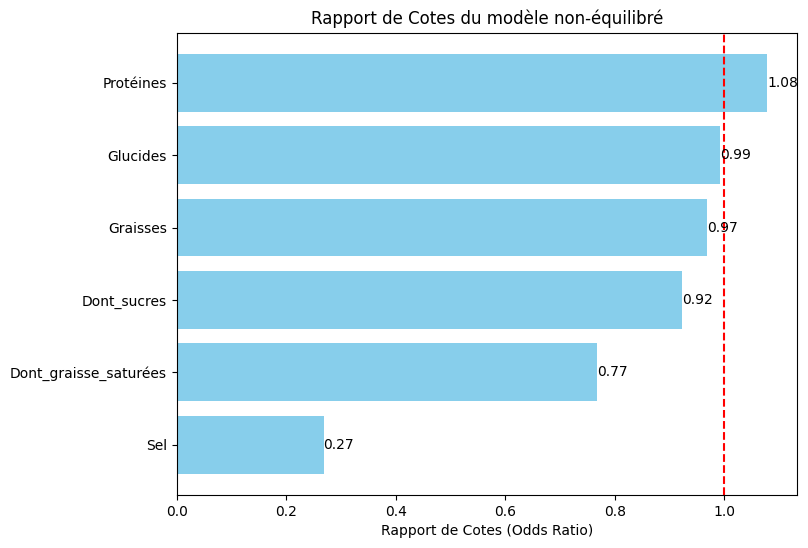 Rapport de Cotes du modèle non-équilibré
Protéines
1.08
Glucides
0.99
Graisses
0.97
Dont_sucres
0.92
Dont_graisse_saturées
0.77
Sel
0.27
0.0 0.2 0.4 0.6 0.8 1.0
Rapport de Cotes (Odds Ratio)